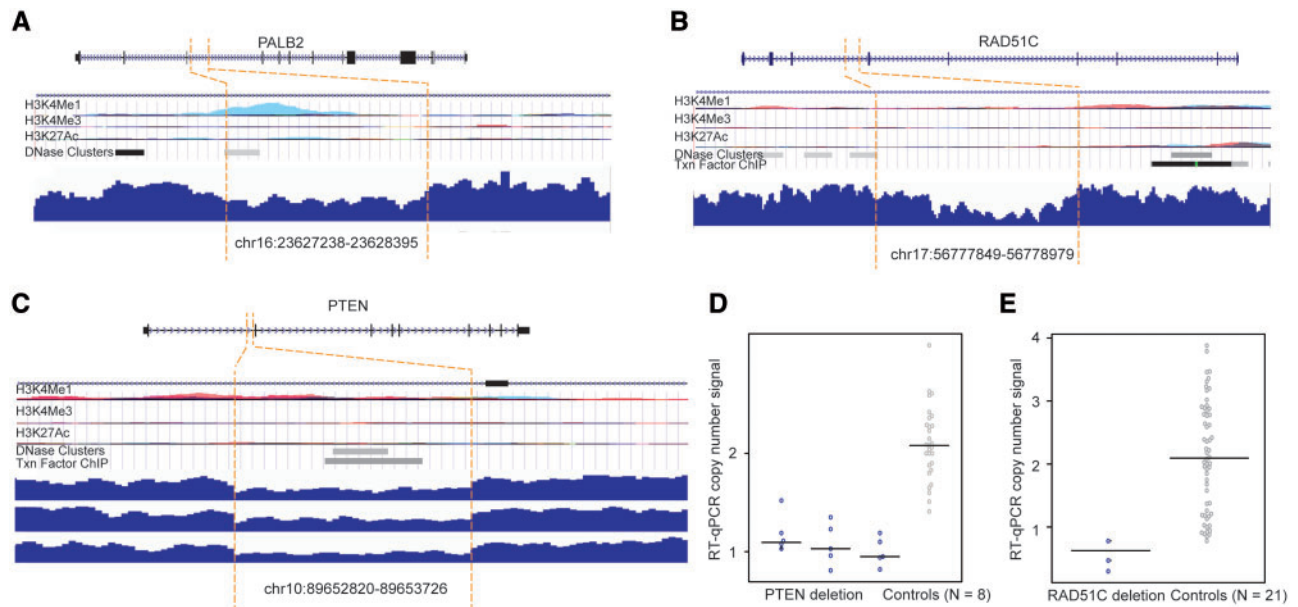 A
PALB2
H3K4Me1
H3K4Me3
H3K27Ac
DNase Clusters
chr16:23627238-23628395
B
RAD51C
H3K4Me1
H3K4Me3
H3K27Ac
DNase Clusters
Txn Factor ChIP
chr17:56777849-56778979
C
PTEN
H3K4Me1
H3K4Me3
H3K27Ac
DNase Clusters
Txn Factor ChIP
chr10:89652820-89653726
D
RT-qPCR copy number signal
2
1
PTEN deletion
Controls (N = 8)
E
RT-qPCR copy number signal
4
3
2
1
RAD51C deletion
Controls (N = 21)